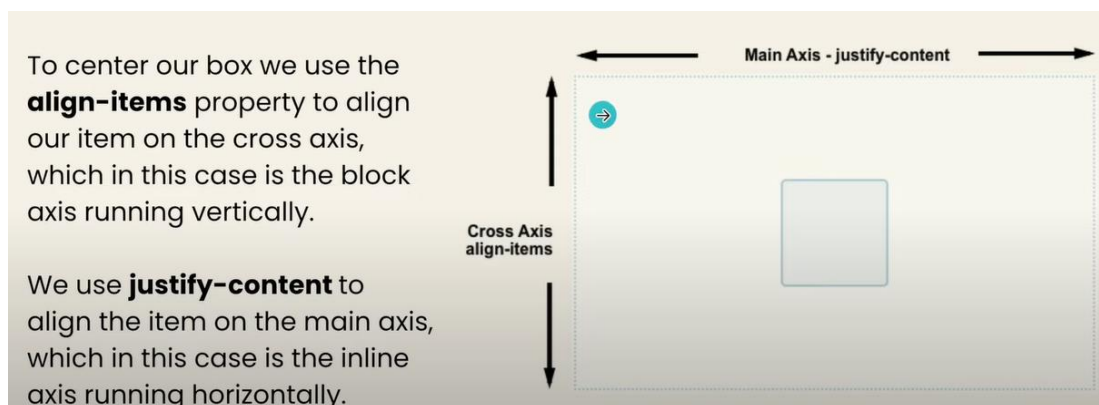 To center our box we use the
align-items property to align
our item on the cross axis,
which in this case is the block
axis running vertically.
We use justify-content to
align the item on the main axis,
which in this case is the inline
axis running horizontally.
Main Axis - justify-content
Cross Axis
align-items